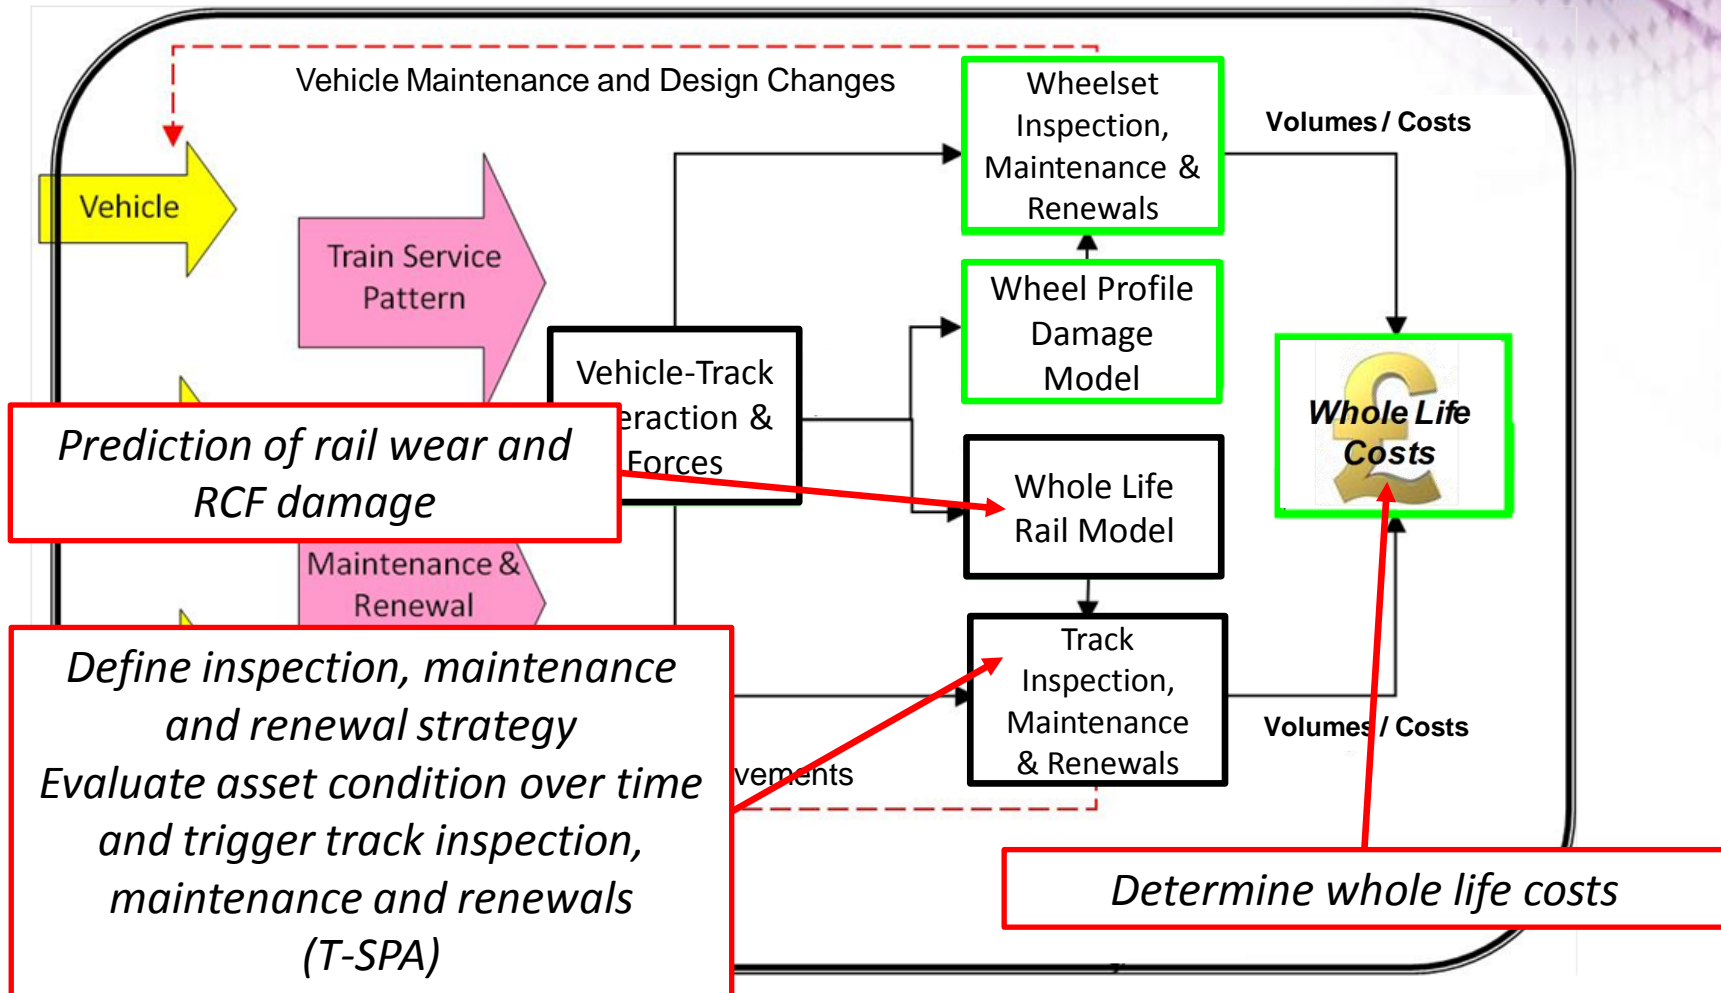 Vehicle Maintenance and Design Changes
Wheelset
Inspection,
Maintenance &
Renewals
Volumes / Costs
Vehicle
Train Service
Pattern
Wheel Profile
Damage
Model
Vehicle-Track
eraction &
Forces
Whole Life
Costs
Prediction of rail wear and
RCF damage
Whole Life
Rail Model
Maintenance &
Renewal
Define inspection, maintenance
and renewal strategy
Evaluate asset condition over time
and trigger track inspection,
maintenance and renewals
(T-SPA)
Track
Inspection,
Maintenance
& Renewals
Volumes / Costs
vements
Determine whole life costs